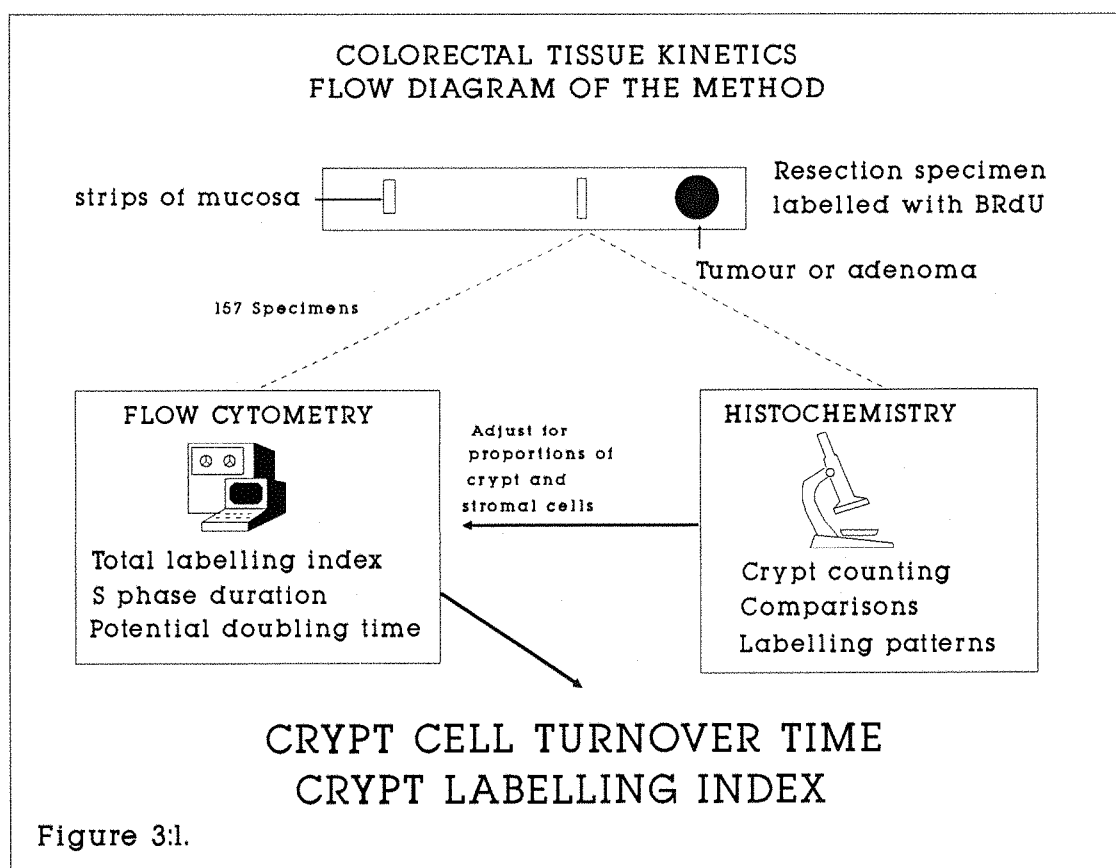 COLORECTAL TISSUE KINETICS
FLOW DIAGRAM OF THE METHOD
strips of mucosa
Resection specimen
labelled with BRdU
Tumour or adenoma
157 Specimens
FLOW CYTOMETRY
Total labelling index
S phase duration
Potential doubling time
Adjust for
proportions of
crypt and
stromal cells
HISTOCHEMISTRY
Crypt counting
Comparisons
Labelling patterns
CRYPT CELL TURNOVER TIME
CRYPT LABELLING INDEX
Figure 3:1.